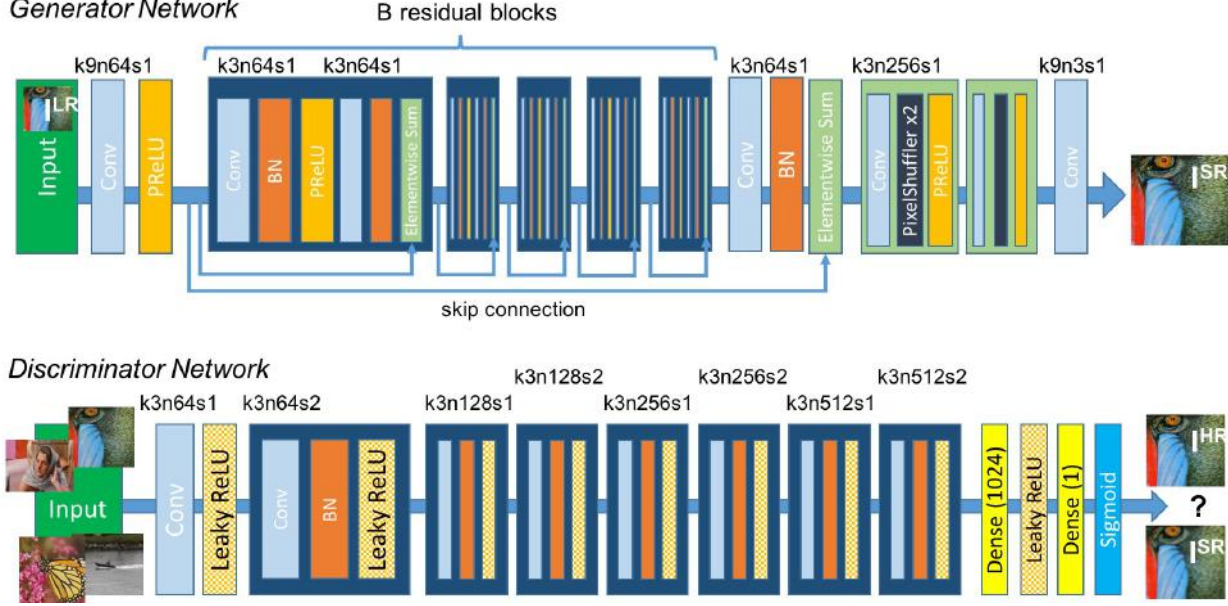 Generator Network
B residual blocks
k9n64s1
k3n64s1 k3n64s1
k3n64s1
k3n256s1
k9n3s1
I LR
Input
Conv
PReLU
Conv
BN
PReLU
Elementwise Sum
Conv
BN
Elementwise Sum
Conv
PixelShuffler x2
PReLU
Conv
I SR
skip connection
Discriminator Network
k3n64s1
k3n64s2
k3n128s1
k3n128s2
k3n256s1
k3n256s2
k3n512s1
k3n512s2
Input
Conv
Leaky ReLU
Conv
BN
Leaky ReLU
Dense (1024)
Leaky ReLU
Dense (1)
Sigmoid
I HR
?
I SR